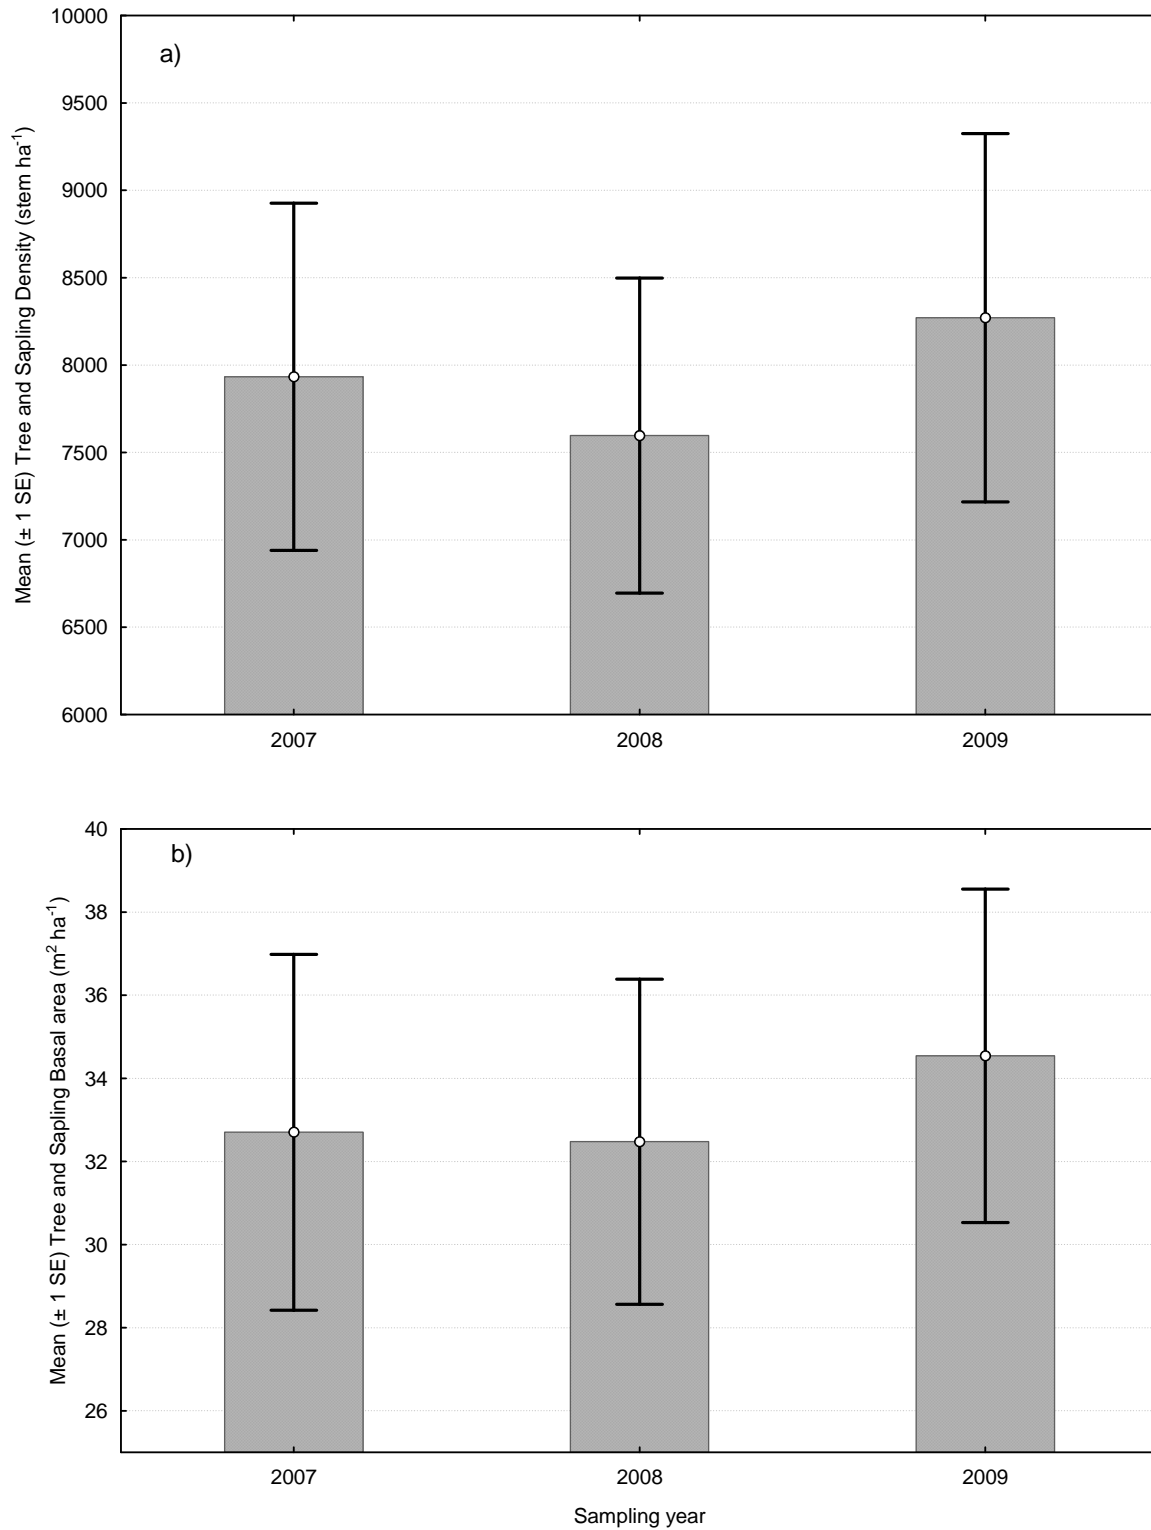 a)
Mean (± 1 SE) Tree and Sapling Density (stem ha⁻¹)
10000
9500
9000
8500
8000
7500
7000
6500
6000
2007 2008 2009
b)
Mean (± 1 SE) Tree and Sapling Basal area (m² ha⁻¹)
40
38
36
34
32
30
28
26
2007 2008 2009
Sampling year